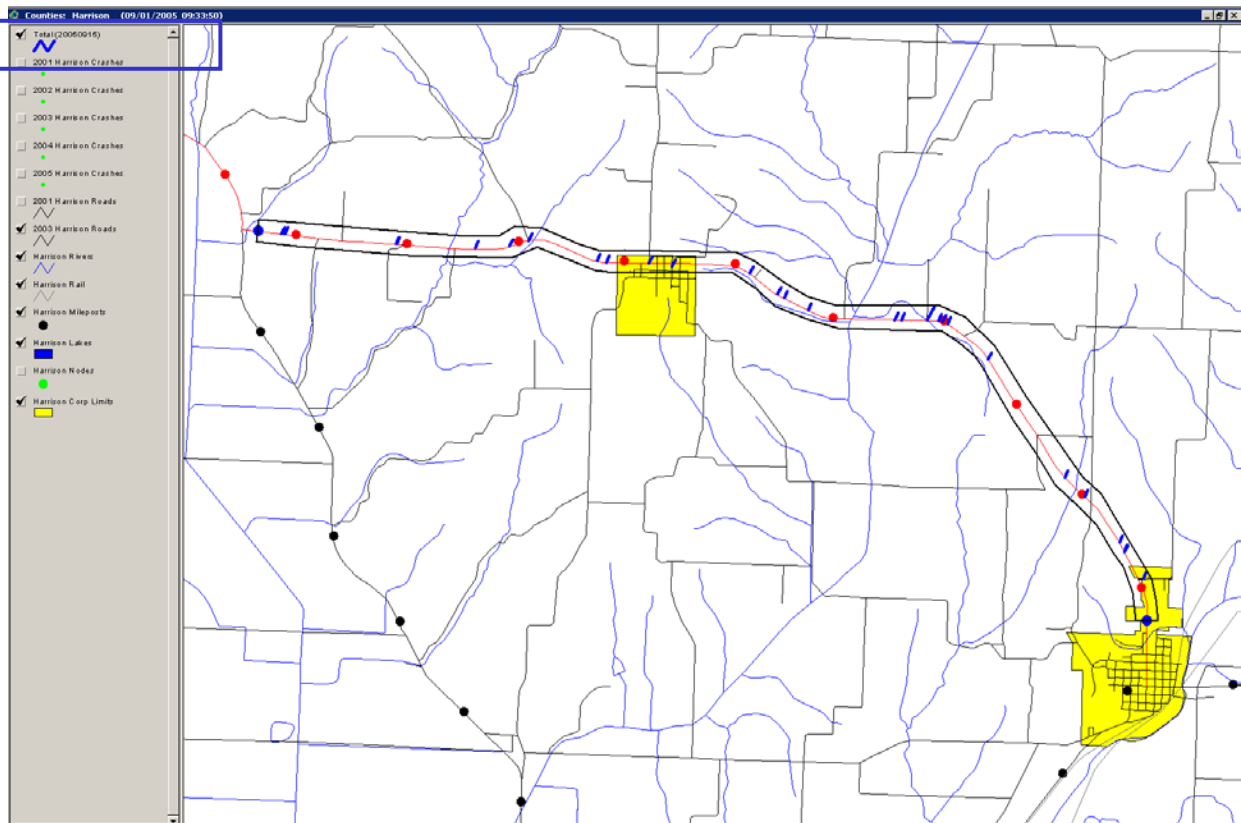 Counties: Harrison (09/01/2005 09:33:50)
Total (20050915)
2001 Harrison Crashes
2002 Harrison Crashes
2003 Harrison Crashes
2004 Harrison Crashes
2005 Harrison Crashes
2001 Harrison Roads
2003 Harrison Roads
Harrison Rivers
Harrison Rail
Harrison Mileposts
Harrison Lakes
Harrison Nodes
Harrison Corp Limits